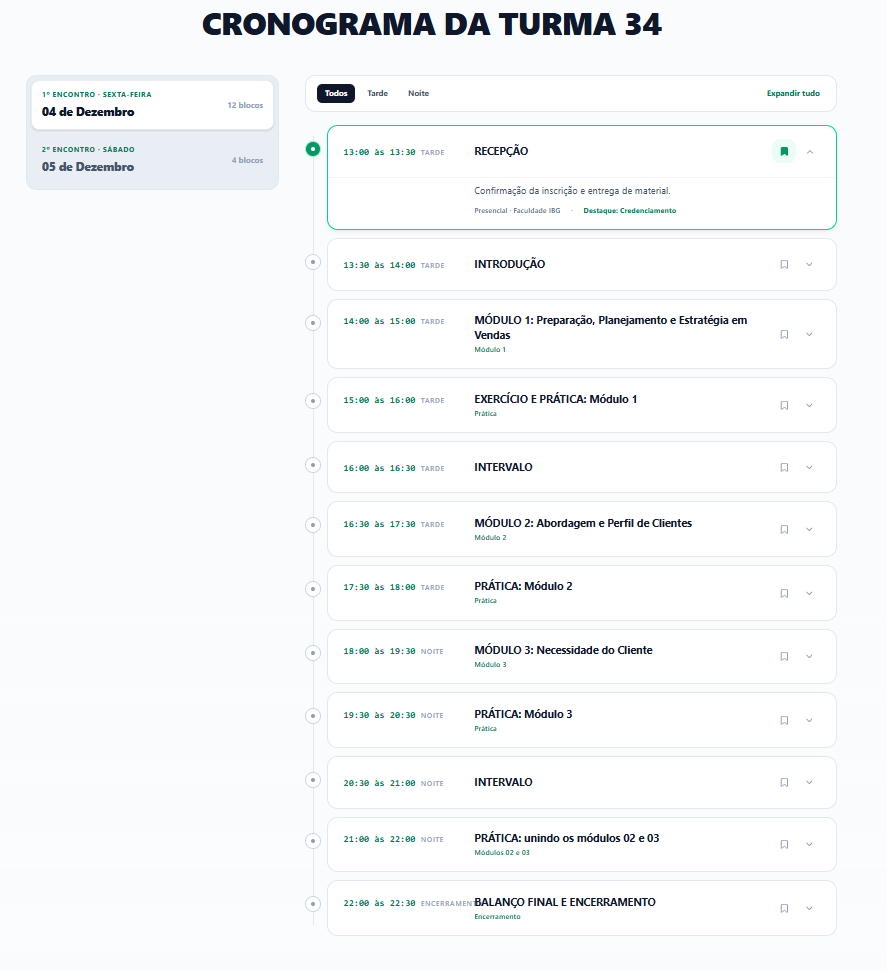 CRONOGRAMA DA TURMA 34
1º ENCONTRO · SEXTA-FEIRA
04 de Dezembro
12 blocos
2º ENCONTRO · SÁBADO
05 de Dezembro
4 blocos
Todos Tarde Noite Expandir tudo
13:00 às 13:30 TARDE RECEPÇÃO
Confirmação da inscrição e entrega de material.
Presencial · Faculdade IBG · Destaque: Credenciamento
13:30 às 14:00 TARDE INTRODUÇÃO
14:00 às 15:00 TARDE MÓDULO 1: Preparação, Planejamento e Estratégia em
Vendas
Módulo 1
15:00 às 16:00 TARDE EXERCÍCIO E PRÁTICA: Módulo 1
Prática
16:00 às 16:30 TARDE INTERVALO
16:30 às 17:30 TARDE MÓDULO 2: Abordagem e Perfil de Clientes
Módulo 2
17:30 às 18:00 TARDE PRÁTICA: Módulo 2
Prática
18:00 às 19:30 NOITE MÓDULO 3: Necessidade do Cliente
Módulo 3
19:30 às 20:30 NOITE PRÁTICA: Módulo 3
Prática
20:30 às 21:00 NOITE INTERVALO
21:00 às 22:00 NOITE PRÁTICA: unindo os módulos 02 e 03
Módulos 02 e 03
22:00 às 22:30 ENCERRAMENT BALANÇO FINAL E ENCERRAMENTO
Encerramento